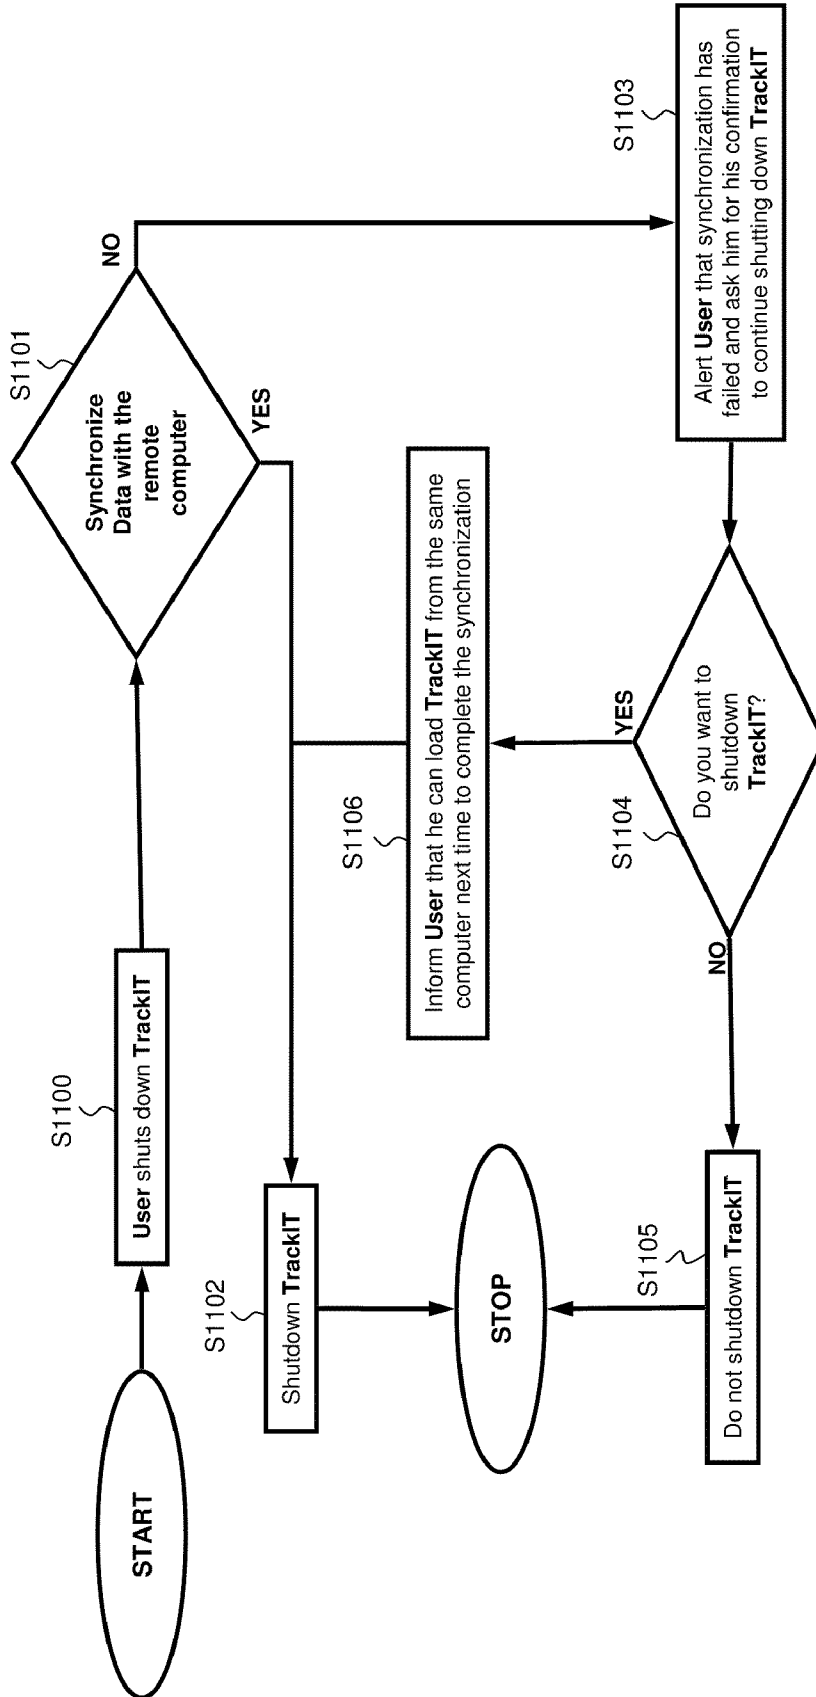 START
S1100
User shuts down TrackIT
S1101
Synchronize
Data with the
remote
computer
NO
YES
S1102
Shutdown TrackIT
S1106
Inform User that he can load TrackIT from the same
computer next time to complete the synchronization
STOP
S1103
Alert User that synchronization has
failed and ask him for his confirmation
to continue shutting down TrackIT
S1104
Do you want to
shutdown
TrackIT?
YES
NO
S1105
Do not shutdown TrackIT